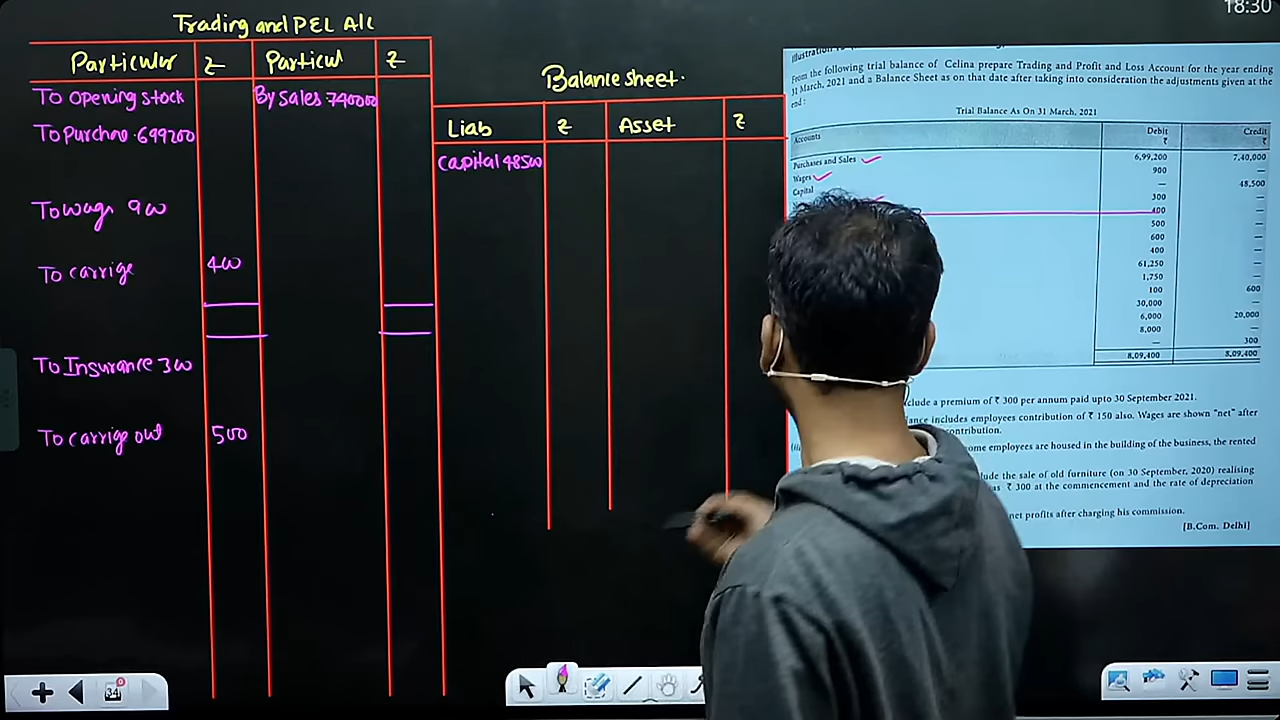 18:30
Trading and P&L A/c
Particular ₹ Particul ₹
To opening stock By Sales 740000
To Purchase 699200
To wags 900
To carrige 400
To Insurance 300
To carrige out 500
Balance sheet
Liab ₹ Asset ₹
Capital 48500
Illustration
From the following trial balance of Celina prepare Trading and Profit and Loss Account for the year ending
31 March, 2021 and a Balance Sheet as on that date after taking into consideration the adjustments given at the
end :
Trial Balance As On 31 March, 2021
Accounts Debit Credit
₹ ₹
Purchases and Sales 6,99,200 7,40,000
Wages 900 —
Capital — 48,500
300 —
400 —
500 —
600 —
400 —
61,250 —
1,750 —
100 600
30,000 —
6,000 20,000
8,000 —
— 300
8,09,400 8,09,400
clude a premium of ₹ 300 per annum paid upto 30 September 2021.
ance includes employees contribution of ₹ 150 also. Wages are shown "net" after
contribution.
ome employees are housed in the building of the business, the rented
lude the sale of old furniture (on 30 September, 2020) realising
as ₹ 300 at the commencement and the rate of depreciation
net profits after charging his commission.
[B.Com. Delhi]
34